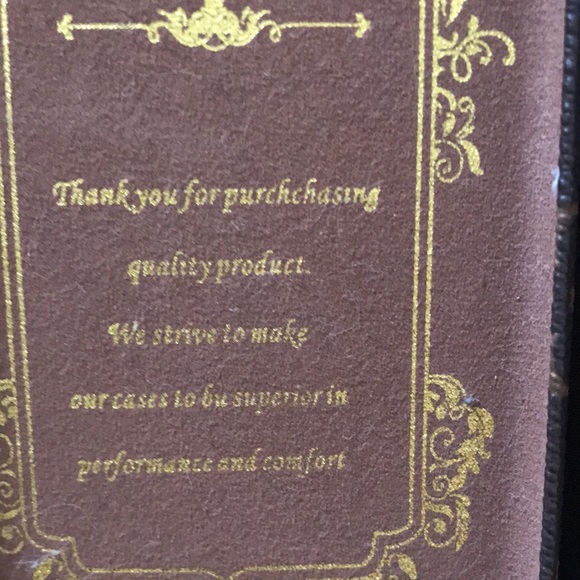 Thank you for purchchasing
quality product.
We strive to make
our cases to bu superior in
performance and comfort